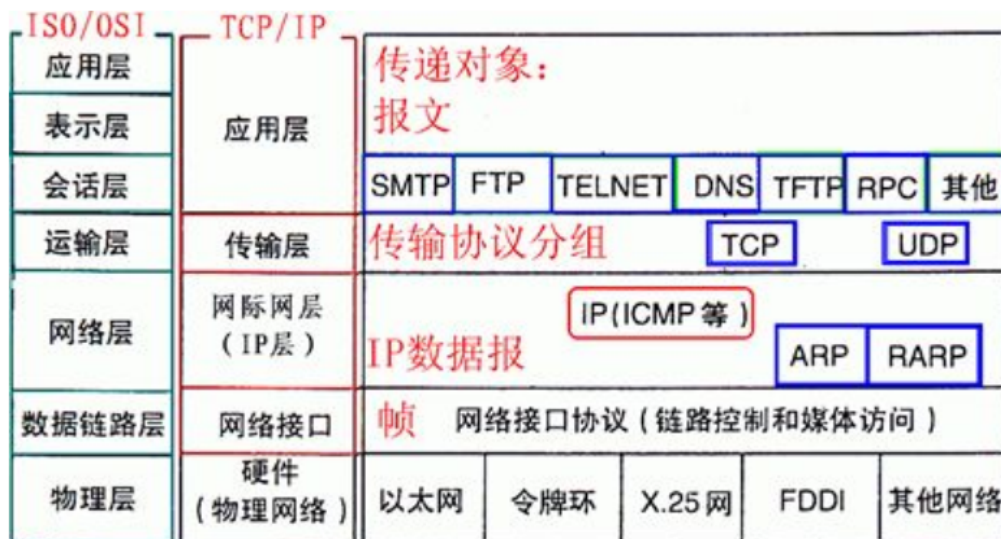 ISO/OSI TCP/IP
应用层
表示层
会话层
运输层
网络层
数据链路层
物理层
应用层
传输层
网际网层
(IP层)
网络接口
硬件
(物理网络)
传递对象:
报文
SMTP FTP TELNET DNS TFTP RPC 其他
传输协议分组 TCP UDP
IP(ICMP等)
IP数据报 ARP RARP
帧 网络接口协议(链路控制和媒体访问)
以太网 令牌环 X.25网 FDDI 其他网络